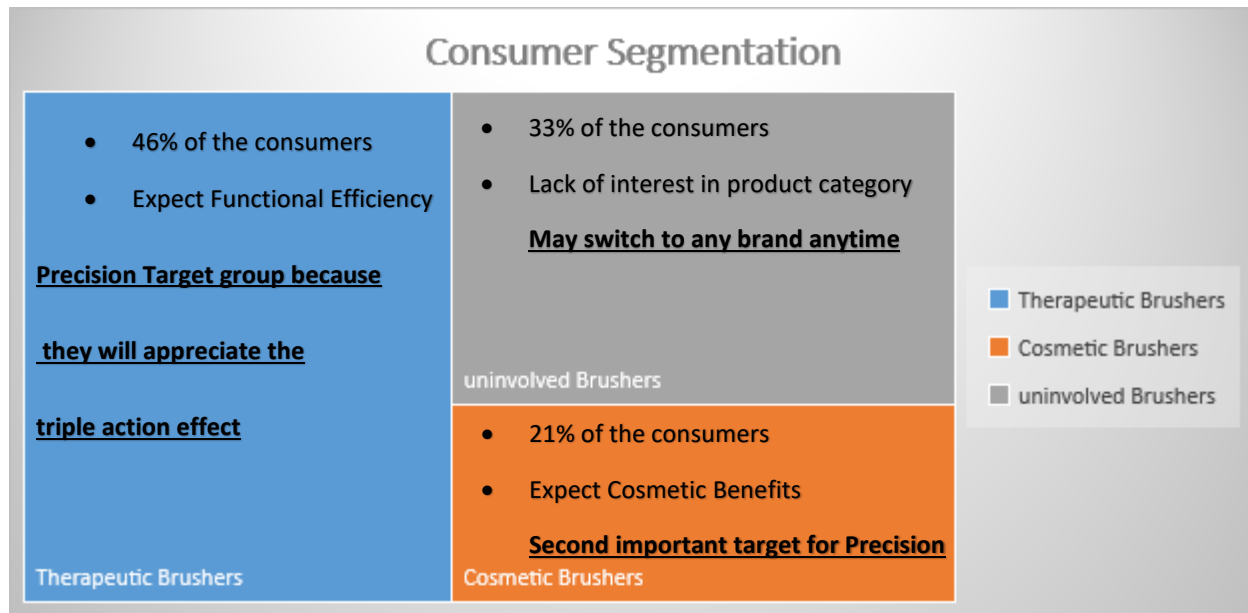 Consumer Segmentation
• 46% of the consumers
• Expect Functional Efficiency
Precision Target group because
they will appreciate the
triple action effect
Therapeutic Brushers
• 33% of the consumers
• Lack of interest in product category
May switch to any brand anytime
uninvolved Brushers
• 21% of the consumers
• Expect Cosmetic Benefits
Second important target for Precision
Cosmetic Brushers
Therapeutic Brushers
Cosmetic Brushers
uninvolved Brushers